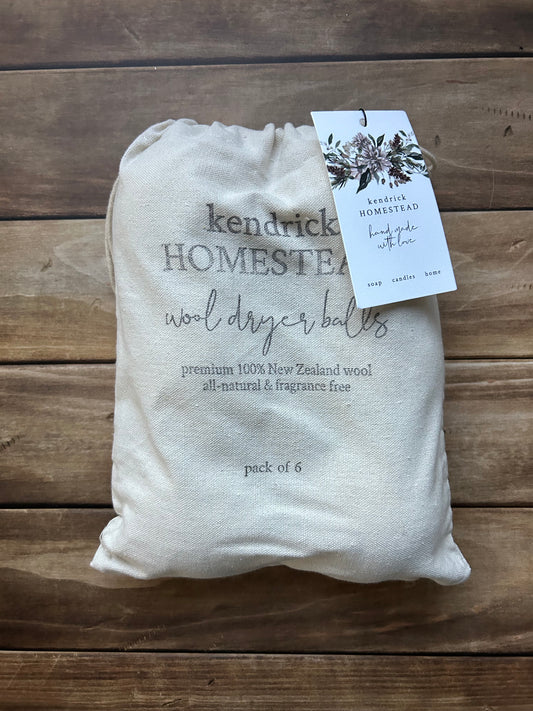 kendrick
HOMESTEAD
wool dryer balls
premium 100% New Zealand wool
all-natural & fragrance free
pack of 6
kendrick
HOMESTEAD
hand made
with love
soap candles home